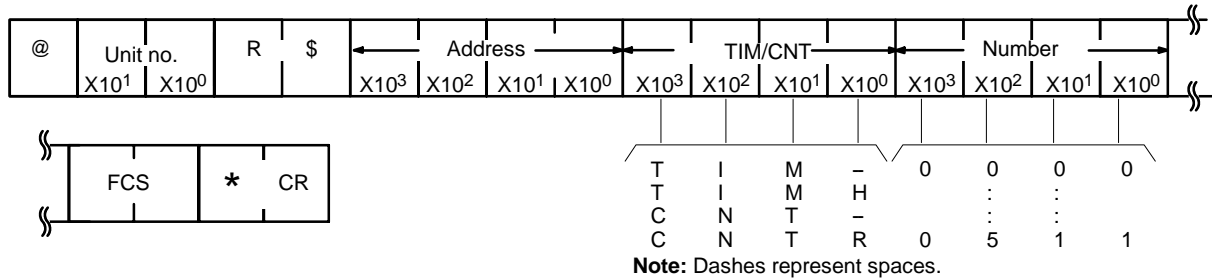 @ Unit no. R $ Address TIM/CNT Number
X10¹ X10⁰ X10³ X10² X10¹ X10⁰ X10³ X10² X10¹ X10⁰ X10³ X10² X10¹ X10⁰
FCS * CR
T I M – 0 0 0 0
T I M H : :
C N T – : :
C N T R 0 5 1 1
Note: Dashes represent spaces.